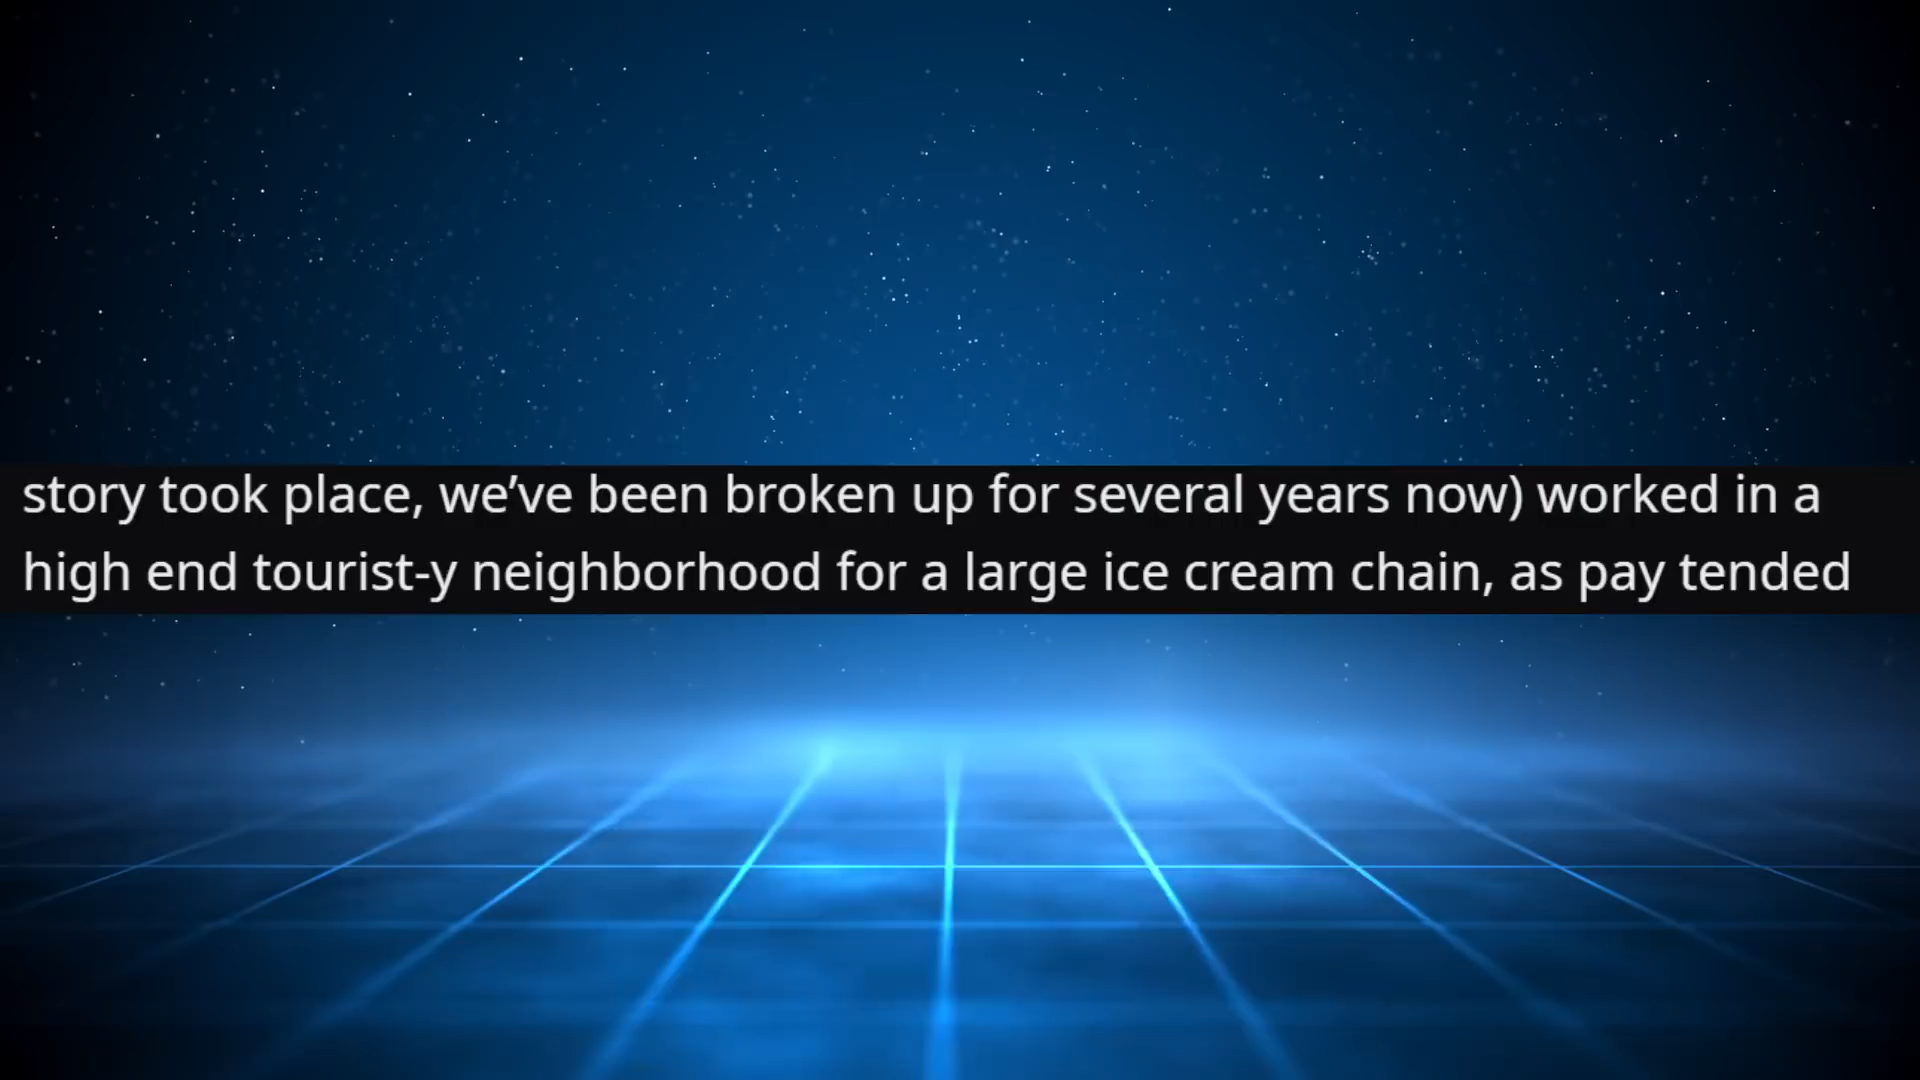 story took place, we’ve been broken up for several years now) worked in a
high end tourist-y neighborhood for a large ice cream chain, as pay tended